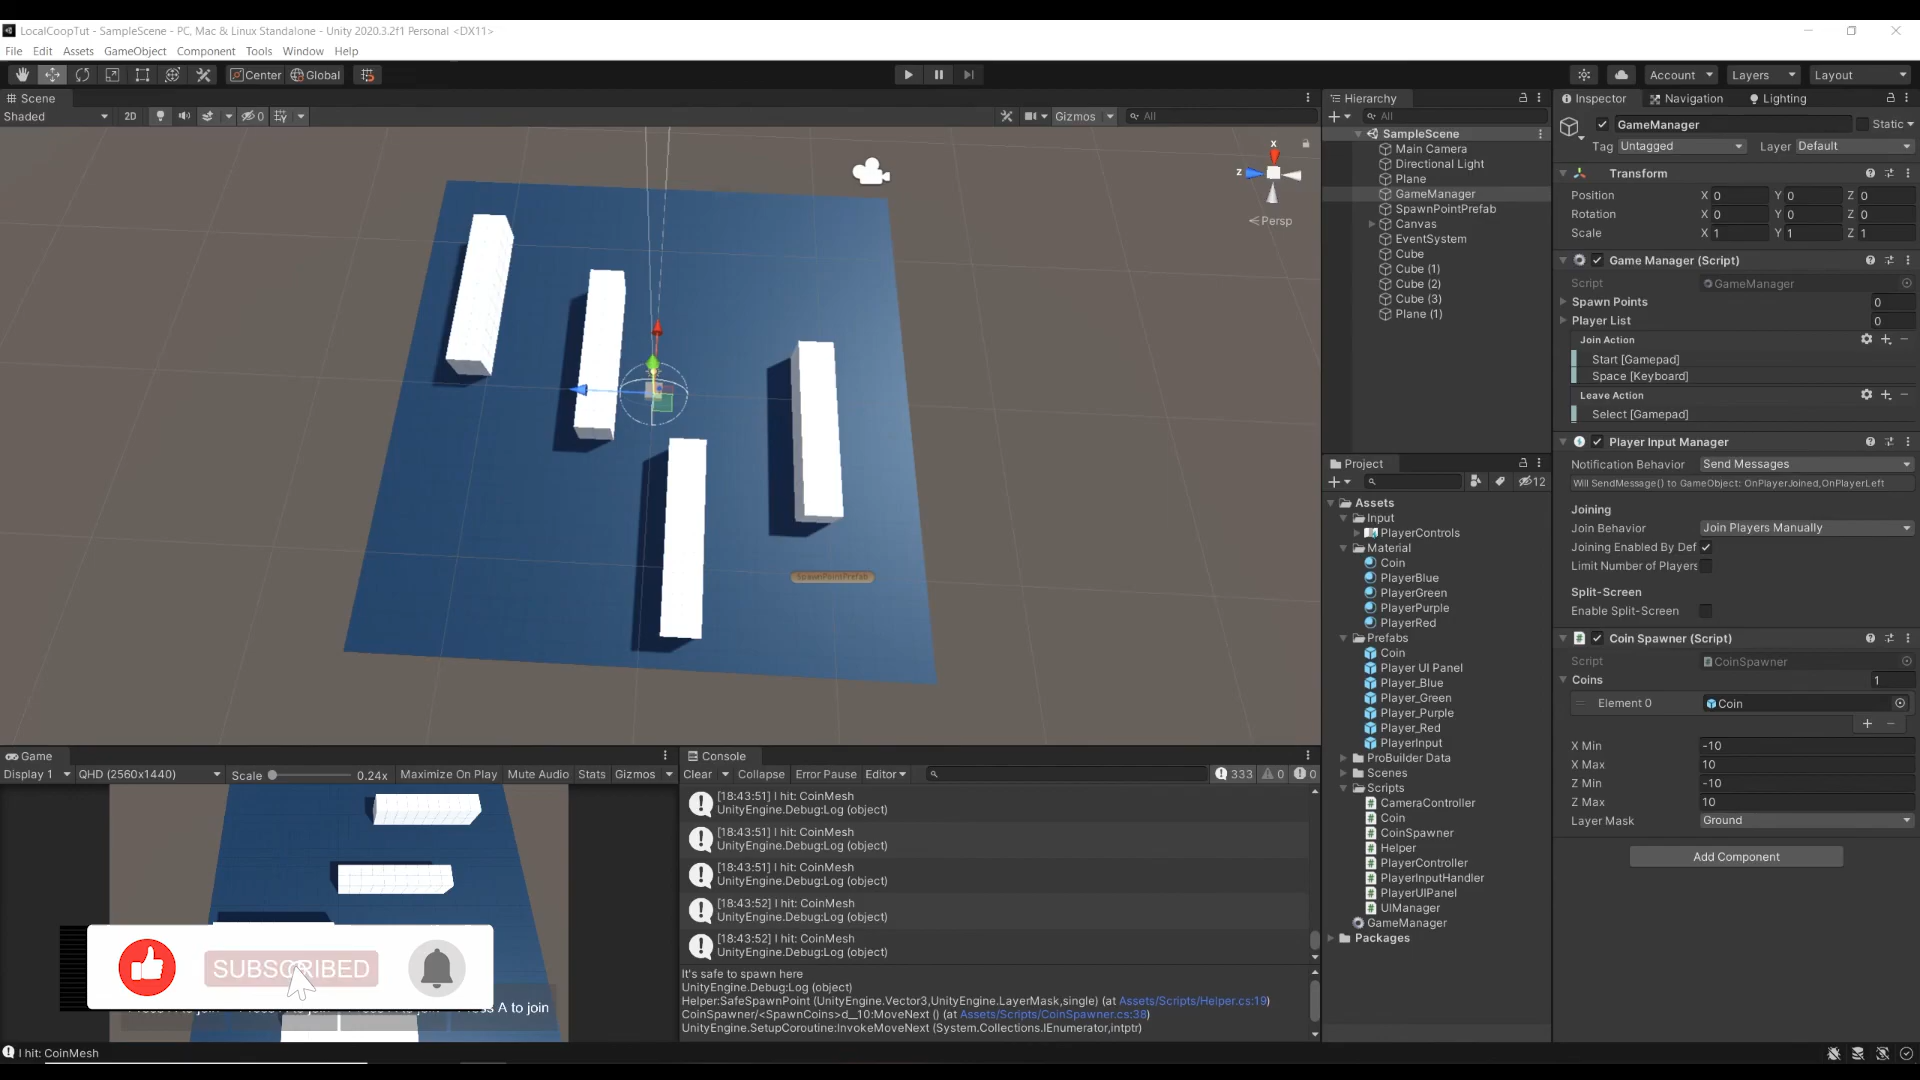 LocalCoopTut - SampleScene - PC, Mac & Linux Standalone - Unity 2020.3.2f1 Personal <DX11>
File Edit Assets GameObject Component Tools Window Help
Center Global Account Layers Layout
Scene
Shaded 2D 0 Gizmos All
x
z
Persp
SpawnPointPrefab
Hierarchy
All
SampleScene
Main Camera
Directional Light
Plane
GameManager
SpawnPointPrefab
Canvas
EventSystem
Cube
Cube (1)
Cube (2)
Cube (3)
Plane (1)
Project
12
Assets
Input
PlayerControls
Material
Coin
PlayerBlue
PlayerGreen
PlayerPurple
PlayerRed
Prefabs
Coin
Player UI Panel
Player_Blue
Player_Green
Player_Purple
Player_Red
PlayerInput
ProBuilder Data
Scenes
Scripts
CameraController
Coin
CoinSpawner
Helper
PlayerController
PlayerInputHandler
PlayerUIPanel
UIManager
GameManager
Packages
Inspector Navigation Lighting
GameManager Static
Tag Untagged Layer Default
Transform
Position X 0 Y 0 Z 0
Rotation X 0 Y 0 Z 0
Scale X 1 Y 1 Z 1
Game Manager (Script)
Script GameManager
Spawn Points 0
Player List 0
Join Action
Start [Gamepad]
Space [Keyboard]
Leave Action
Select [Gamepad]
Player Input Manager
Notification Behavior Send Messages
Will SendMessage() to GameObject: OnPlayerJoined,OnPlayerLeft
Joining
Join Behavior Join Players Manually
Joining Enabled By Def
Limit Number of Players
Split-Screen
Enable Split-Screen
Coin Spawner (Script)
Script CoinSpawner
Coins 1
Element 0 Coin
X Min -10
X Max 10
Z Min -10
Z Max 10
Layer Mask Ground
Add Component
Game
Display 1 QHD (2560x1440) Scale 0.24x Maximize On Play Mute Audio Stats Gizmos
SUBSCRIBED
A to join
Console
Clear Collapse Error Pause Editor 333 0 0
[18:43:51] I hit: CoinMesh
UnityEngine.Debug:Log (object)
[18:43:51] I hit: CoinMesh
UnityEngine.Debug:Log (object)
[18:43:51] I hit: CoinMesh
UnityEngine.Debug:Log (object)
[18:43:52] I hit: CoinMesh
UnityEngine.Debug:Log (object)
[18:43:52] I hit: CoinMesh
UnityEngine.Debug:Log (object)
It's safe to spawn here
UnityEngine.Debug:Log (object)
Helper:SafeSpawnPoint (UnityEngine.Vector3,UnityEngine.LayerMask,single) (at Assets/Scripts/Helper.cs:19)
CoinSpawner/<SpawnCoins>d__10:MoveNext () (at Assets/Scripts/CoinSpawner.cs:38)
UnityEngine.SetupCoroutine:InvokeMoveNext (System.Collections.IEnumerator,intptr)
I hit: CoinMesh